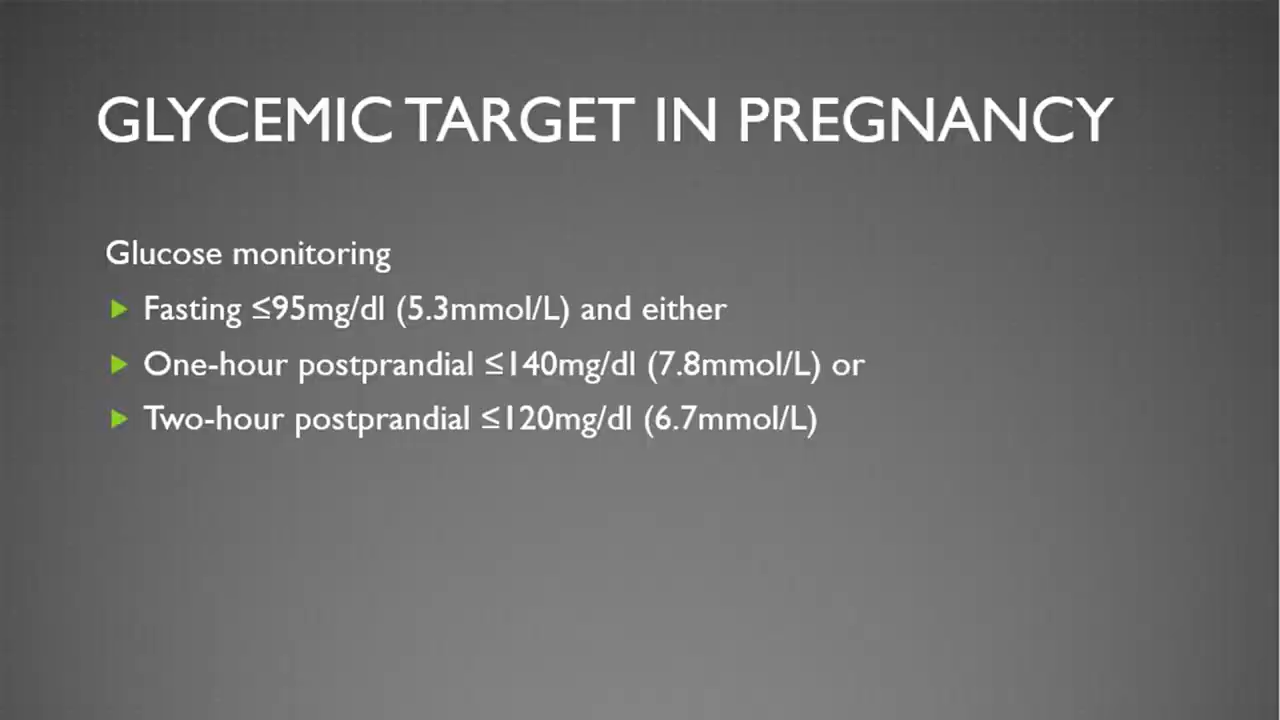 GLYCEMIC TARGET IN PREGNANCY
Glucose monitoring
Fasting ≤95mg/dl (5.3mmol/L) and either
One-hour postprandial ≤140mg/dl (7.8mmol/L) or
Two-hour postprandial ≤120mg/dl (6.7mmol/L)